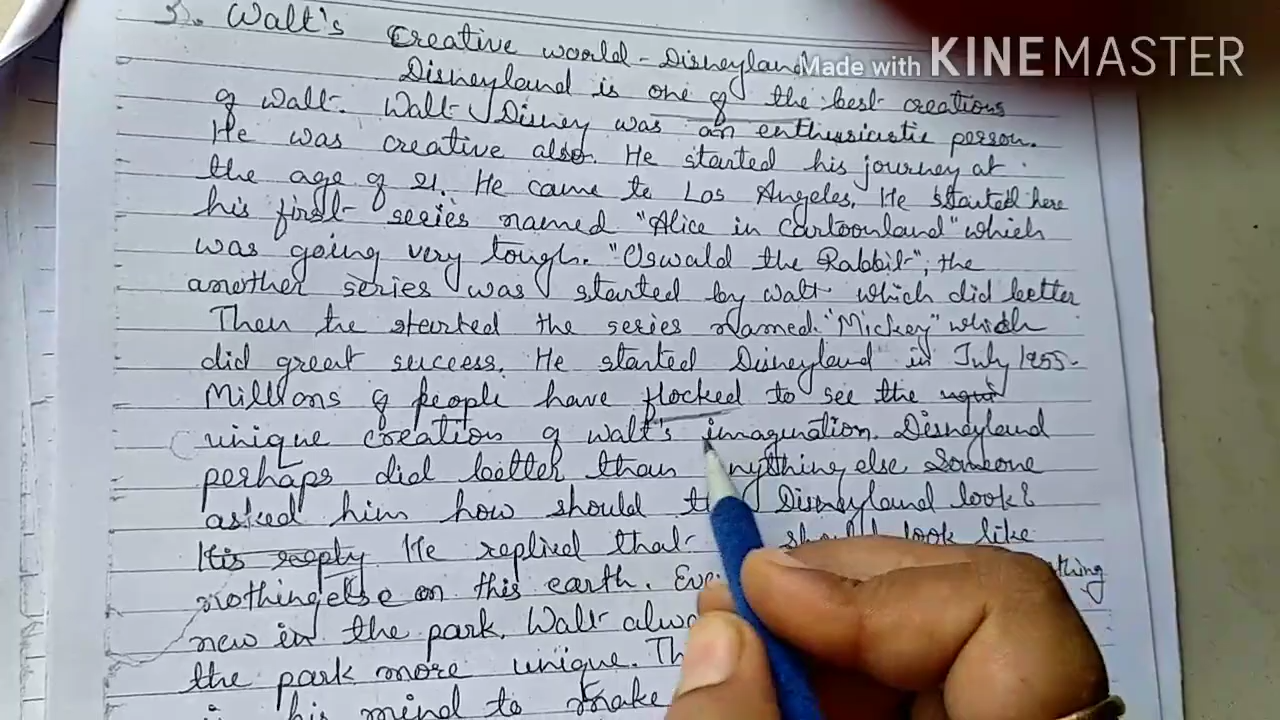 3. Walt's Creative world - Disneyland
Made with KINEMASTER
Disneyland is one of the best creations
of Walt. Walt Disney was an enthusiastic person.
He was creative also. He started his journey at
the age of 21. He came to Los Angeles. He started here
his first series named "Alice in Cartoonland" which
was going very tough. "Oswald the Rabbit", the
another series was started by Walt which did better
Then he started the series named "Mickey" which
did great success. He started Disneyland in July 1955.
Millions of people have flocked to see the
unique creation of Walt's imagination. Disneyland
perhaps did better than anything else Someone
asked him how should Disneyland look?
His reply He replied that should look like
nothing else on this earth.
new in the park. Walt
the park more unique.
his mind to make